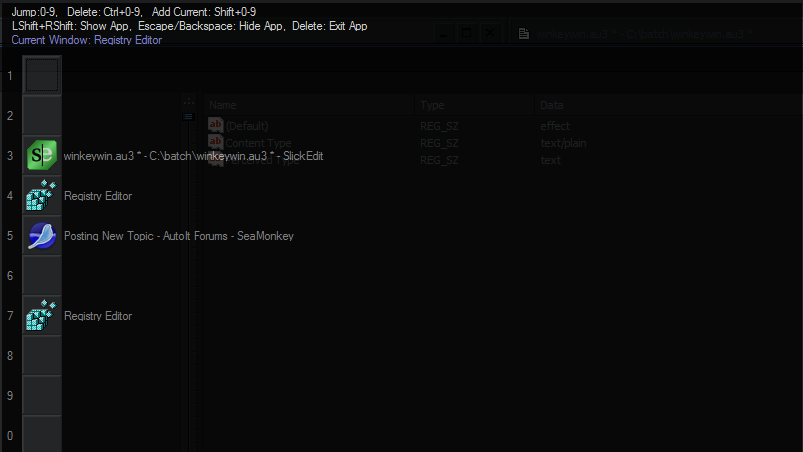 Jump:0-9,  Delete: Ctrl+0-9,  Add Current: Shift+0-9
LShift+RShift: Show App,  Escape/Backspace: Hide App,  Delete: Exit App
Current Window: Registry Editor
winkeywin.au3 * - C:\batch\winkeywin.au3 *
1
Name Type Data
2
(Default) REG_SZ effect
Content Type REG_SZ text/plain
3 winkeywin.au3 * - C:\batch\winkeywin.au3 * - SlickEdit
Type REG_SZ text
4 Registry Editor
5 Posting New Topic - AutoIt Forums - SeaMonkey
6
7 Registry Editor
8
9
0